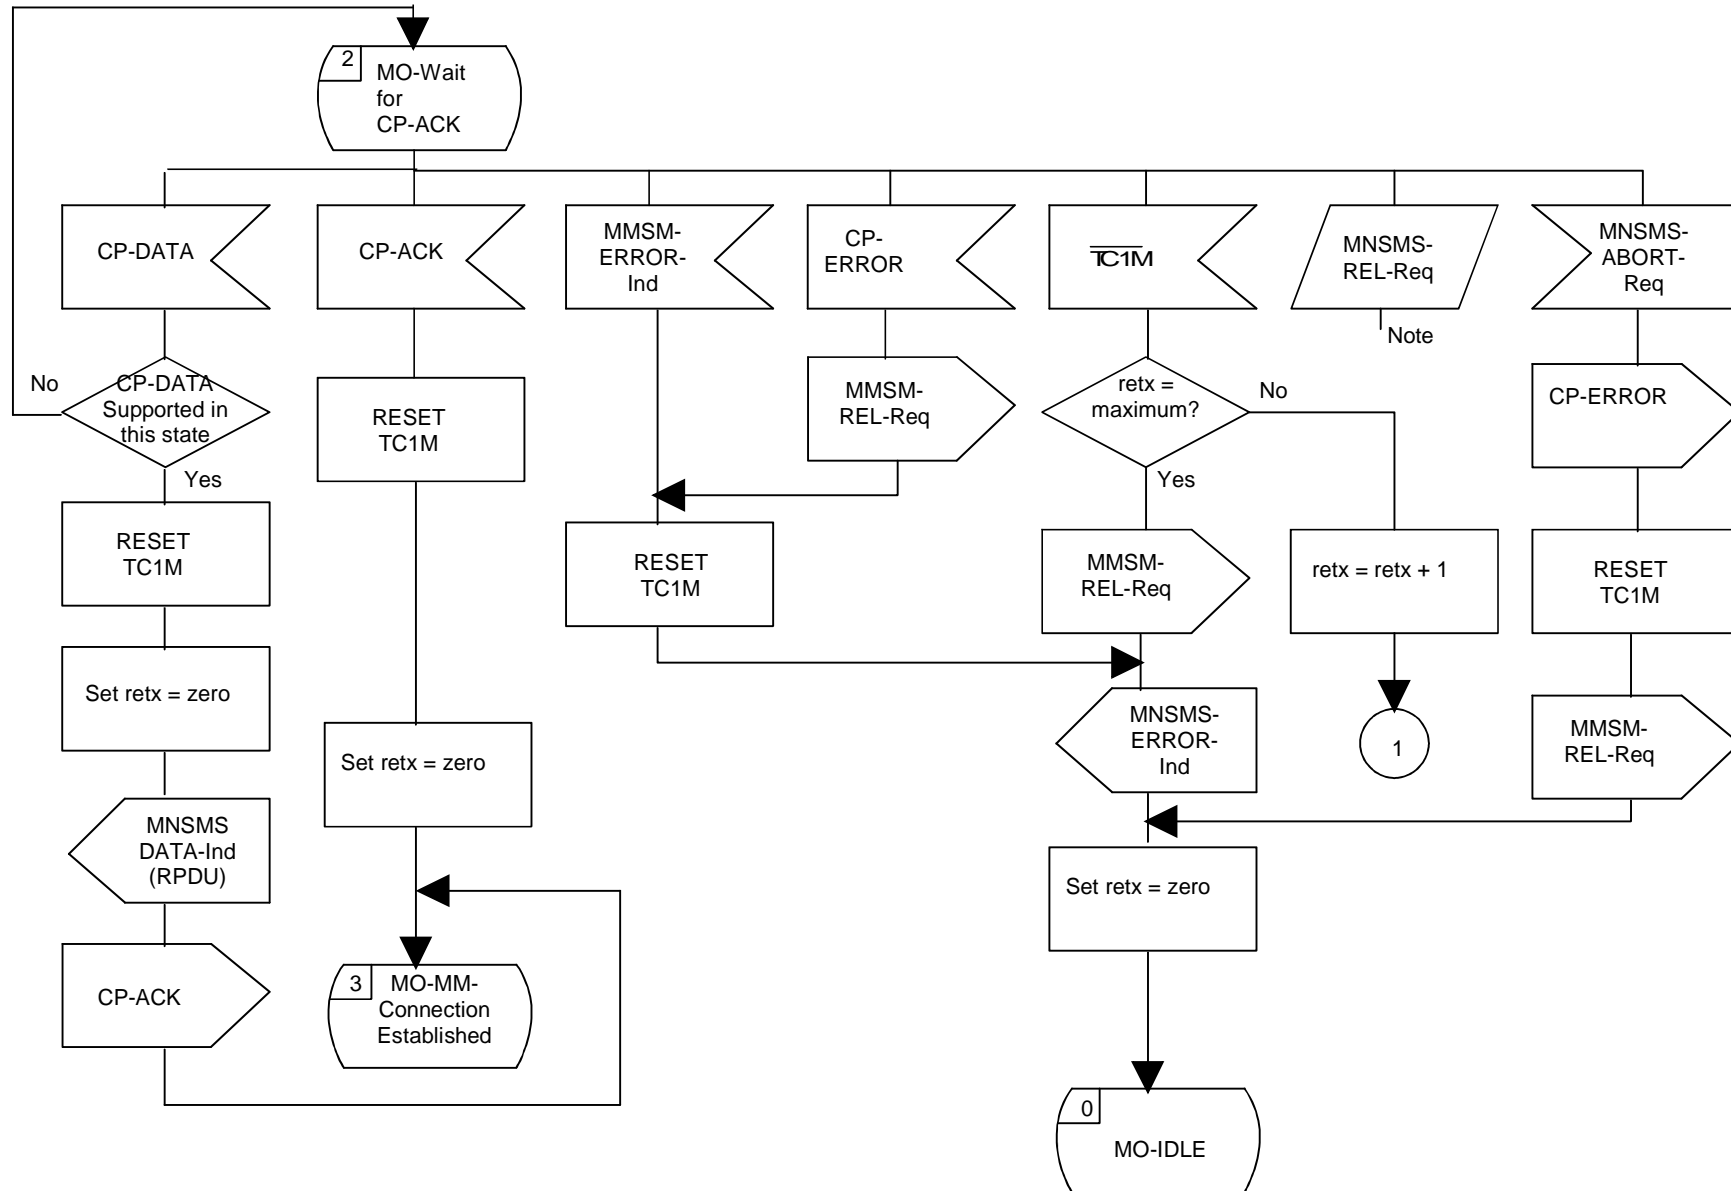 2
MO-Wait
for
CP-ACK
CP-DATA
CP-ACK
MMSM-
ERROR-
Ind
CP-
ERROR
TC1M
MNSMS-
REL-Req
MNSMS-
ABORT-
Req
Note
No
CP-DATA
Supported in
this state
Yes
RESET
TC1M
MMSM-
REL-Req
retx =
maximum?
No
Yes
CP-ERROR
RESET
TC1M
RESET
TC1M
MMSM-
REL-Req
retx = retx + 1
RESET
TC1M
Set retx = zero
Set retx = zero
MNSMS-
ERROR-
Ind
1
MMSM-
REL-Req
MNSMS
DATA-Ind
(RPDU)
Set retx = zero
CP-ACK
3
MO-MM-
Connection
Established
0
MO-IDLE